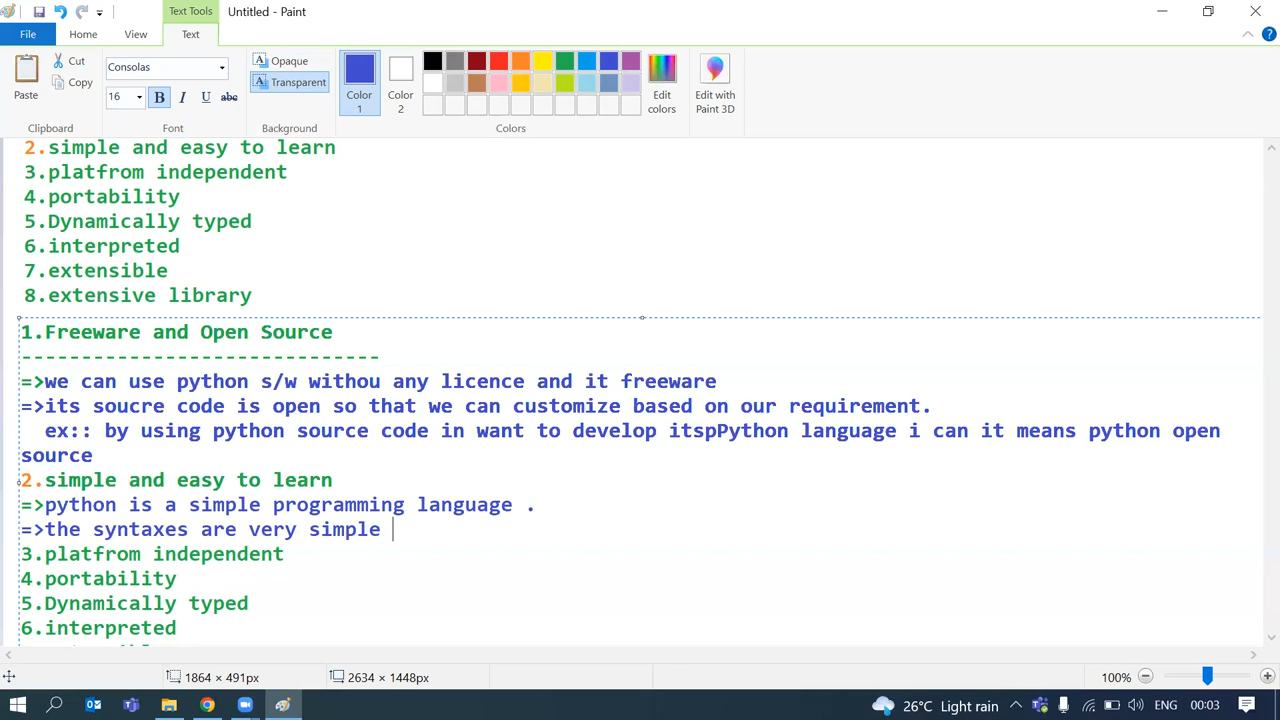 Text Tools
Untitled - Paint
File
Home
View
Text
Paste
Cut
Copy
Clipboard
Consolas
16
B
I
U
abc
Font
Opaque
Transparent
Background
Color
1
Color
2
Edit
colors
Colors
Edit with
Paint 3D
2.simple and easy to learn
3.platfrom independent
4.portability
5.Dynamically typed
6.interpreted
7.extensible
8.extensive library
1.Freeware and Open Source
------------------------------
=>we can use python s/w withou any licence and it freeware
=>its soucre code is open so that we can customize based on our requirement.
ex:: by using python source code in want to develop itspPython language i can it means python open
source
2.simple and easy to learn
=>python is a simple programming language .
=>the syntaxes are very simple
3.platfrom independent
4.portability
5.Dynamically typed
6.interpreted
1864 × 491px
2634 × 1448px
100%
26°C Light rain
ENG
00:03